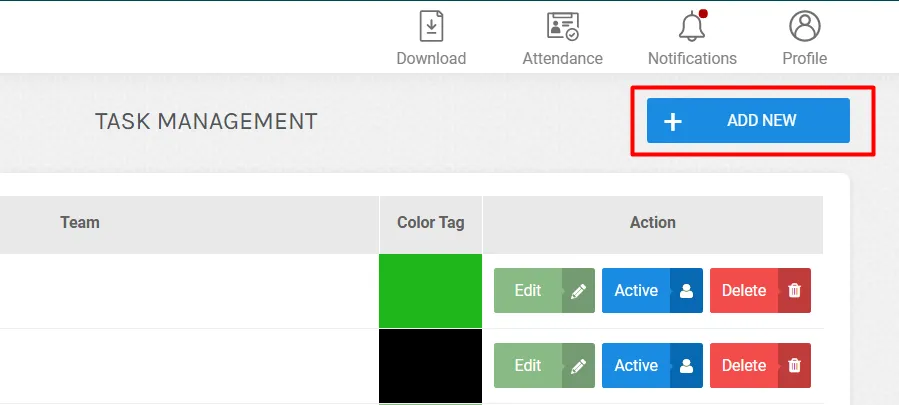 Download Attendance Notifications Profile
TASK MANAGEMENT
ADD NEW
Team Color Tag Action
Edit Active Delete
Edit Active Delete